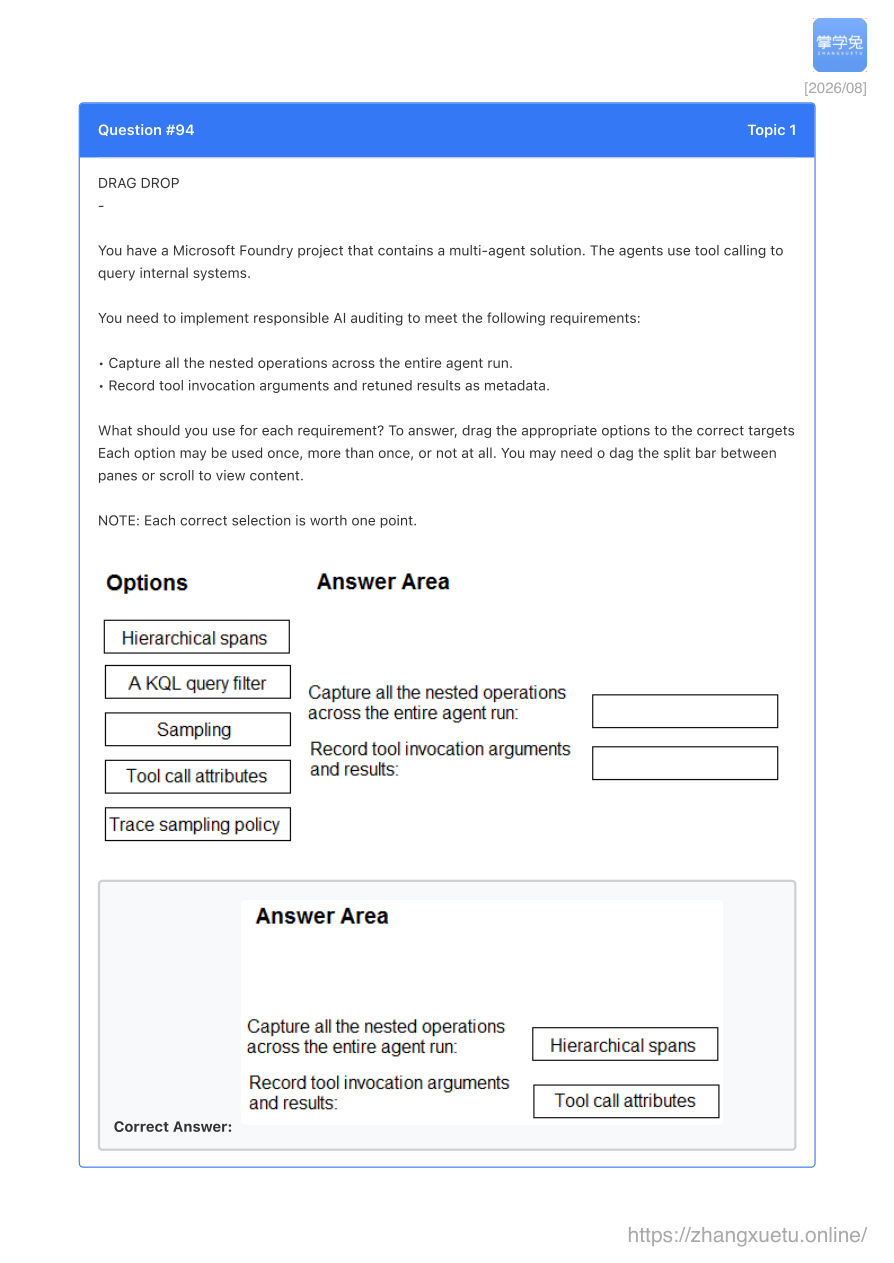 掌学兔
ZHANGXUETU
[2026/08]
Question #94
Topic 1
DRAG DROP
-
You have a Microsoft Foundry project that contains a multi-agent solution. The agents use tool calling to
query internal systems.
You need to implement responsible AI auditing to meet the following requirements:
• Capture all the nested operations across the entire agent run.
• Record tool invocation arguments and retuned results as metadata.
What should you use for each requirement? To answer, drag the appropriate options to the correct targets
Each option may be used once, more than once, or not at all. You may need o dag the split bar between
panes or scroll to view content.
NOTE: Each correct selection is worth one point.
Options
Hierarchical spans
A KQL query filter
Sampling
Tool call attributes
Trace sampling policy
Answer Area
Capture all the nested operations
across the entire agent run:
Record tool invocation arguments
and results:
Answer Area
Capture all the nested operations
across the entire agent run:
Hierarchical spans
Record tool invocation arguments
and results:
Tool call attributes
Correct Answer:
https://zhangxuetu.online/